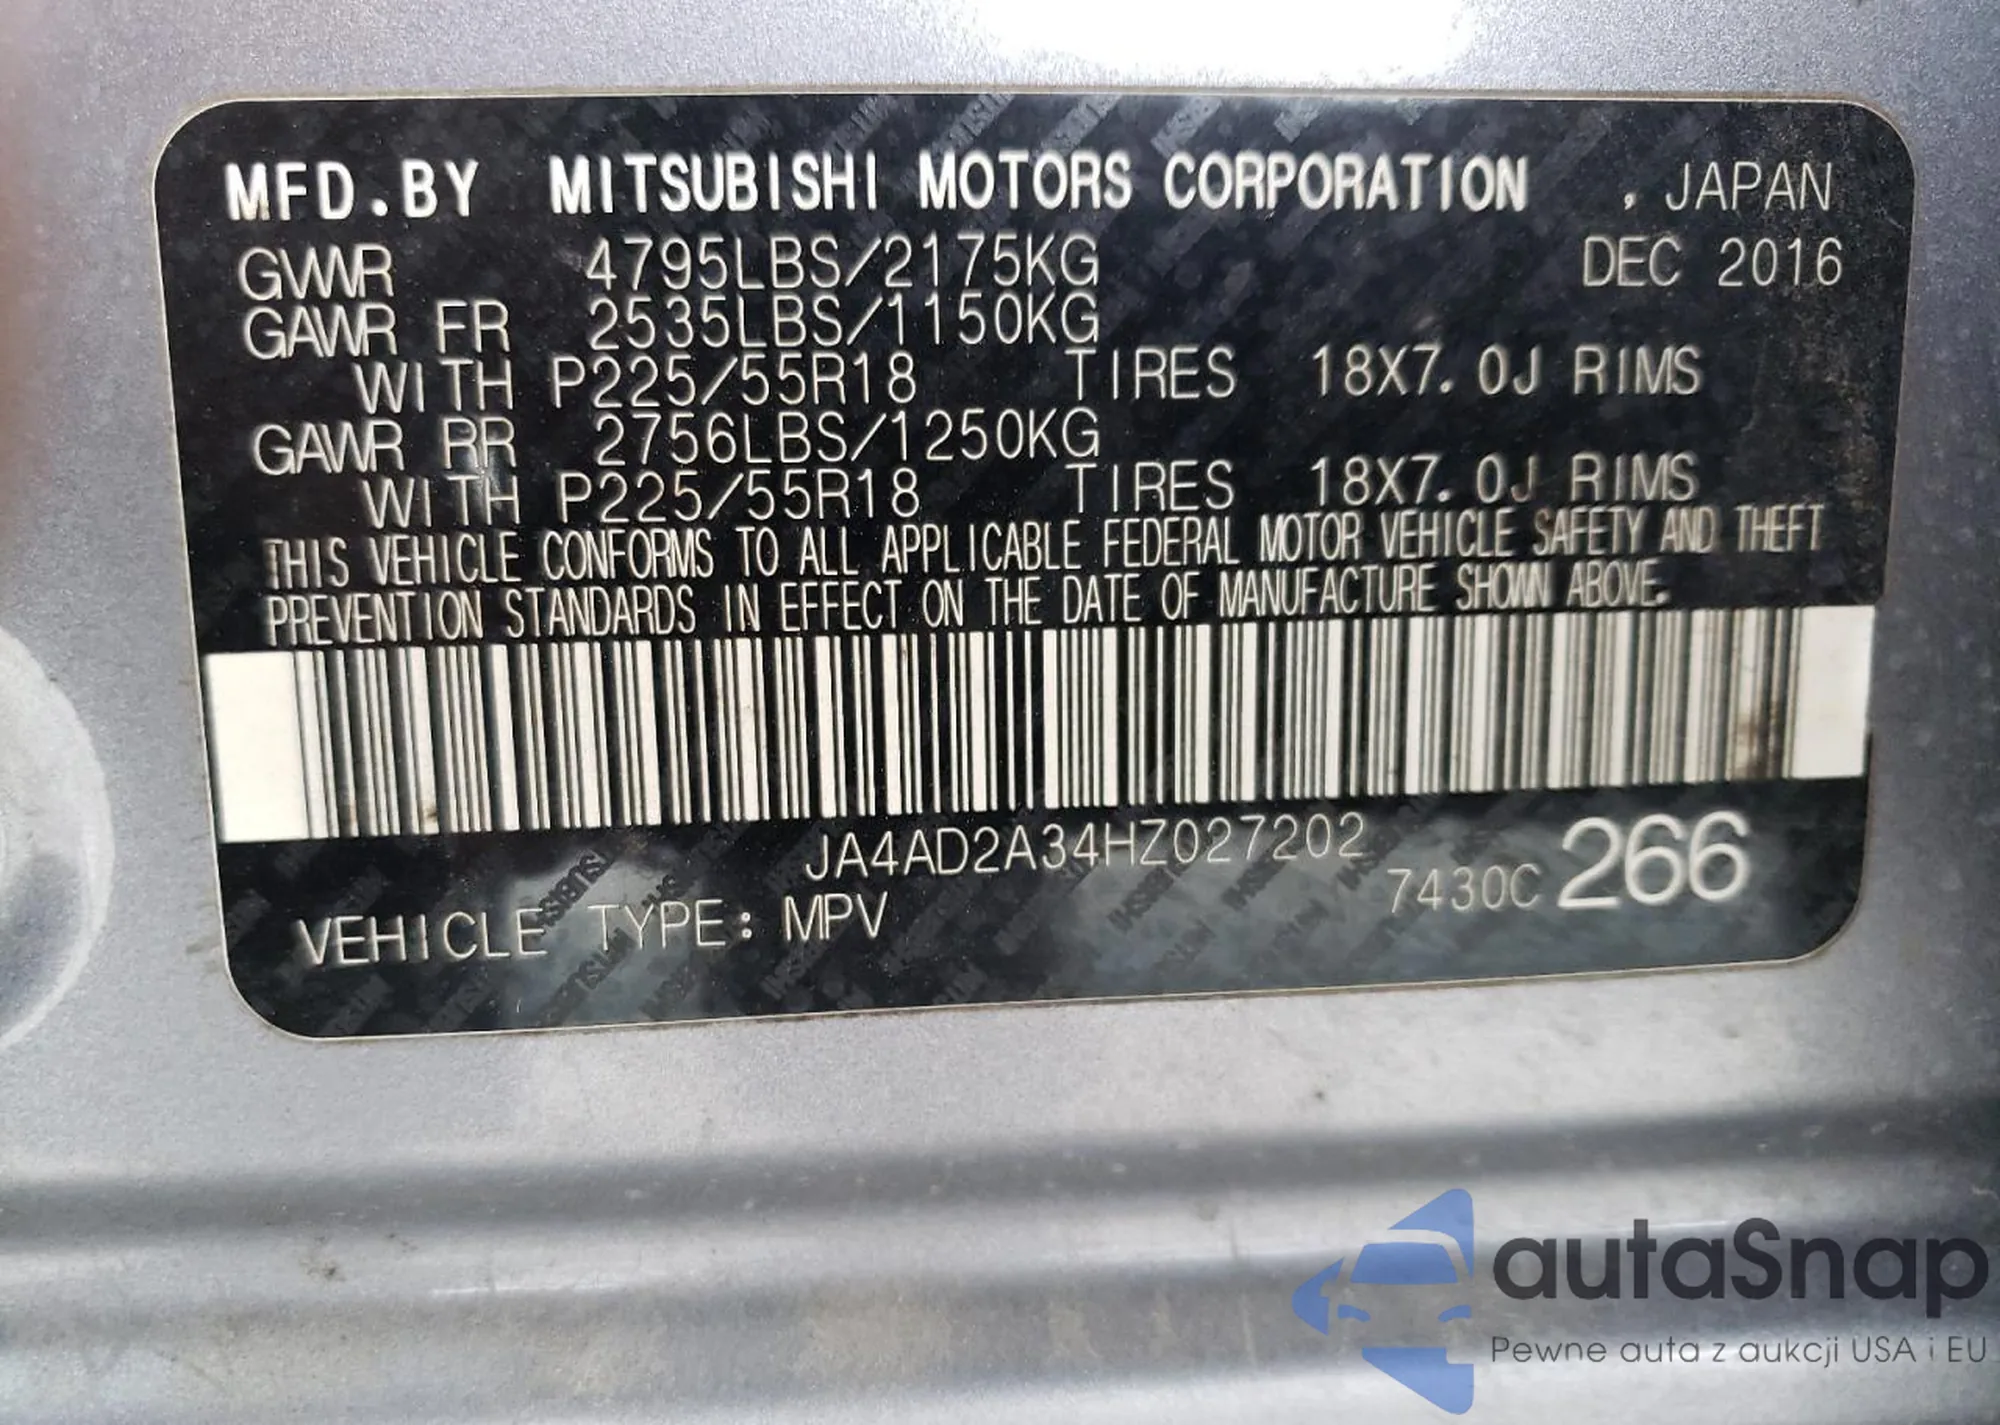 MFD.BY MITSUBISHI MOTORS CORPORATION , JAPAN
GVWR 4795LBS/2175KG DEC 2016
GAWR FR 2535LBS/1150KG
WITH P225/55R18 TIRES 18X7.0J RIMS
GAWR RR 2756LBS/1250KG
WITH P225/55R18 TIRES 18X7.0J RIMS
THIS VEHICLE CONFORMS TO ALL APPLICABLE FEDERAL MOTOR VEHICLE SAFETY AND THEFT
PREVENTION STANDARDS IN EFFECT ON THE DATE OF MANUFACTURE SHOWN ABOVE.
JA4AD2A34HZ027202
7430C 266
VEHICLE TYPE: MPV
autaSnap
Pewne auta z aukcji USA i EU